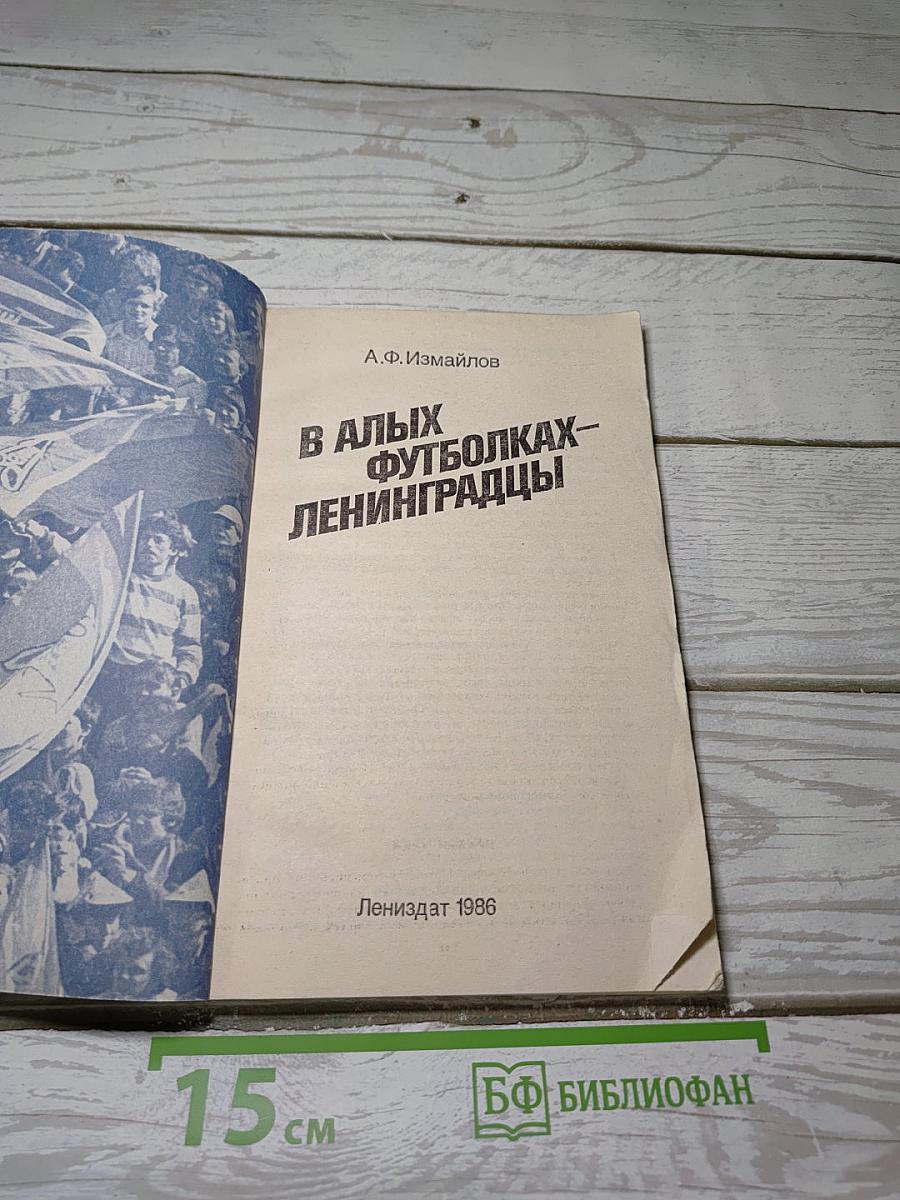 А.Ф.Измайлов
В АЛЫХ
ФУТБОЛКАХ–
ЛЕНИНГРАДЦЫ
Лениздат 1986
15 см
БФ БИБЛИОФАН